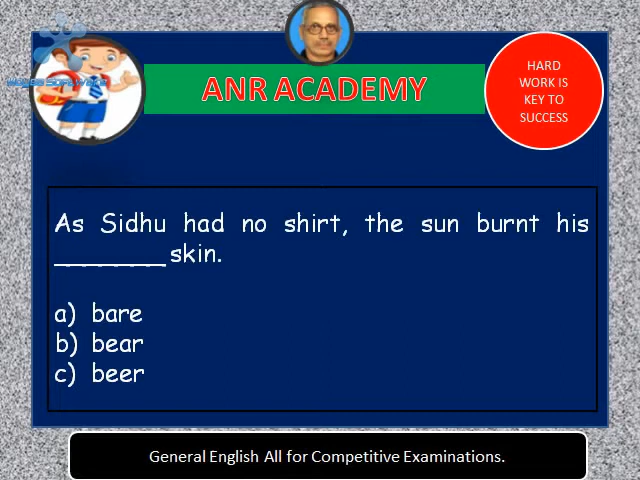 ANR ACADEMY
HARD
WORK IS
KEY TO
SUCCESS
As Sidhu had no shirt, the sun burnt his
________ skin.
a) bare
b) bear
c) beer
General English All for Competitive Examinations.